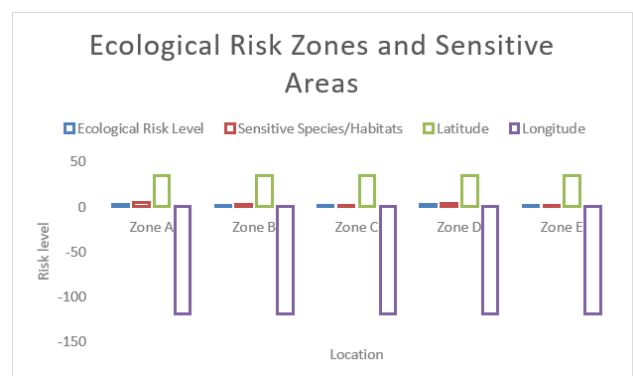 Ecological Risk Zones and Sensitive
Areas
Ecological Risk Level Sensitive Species/Habitats Latitude Longitude
50
0
Zone A Zone B Zone C Zone D Zone E
-50
-100
-150
Risk level
Location